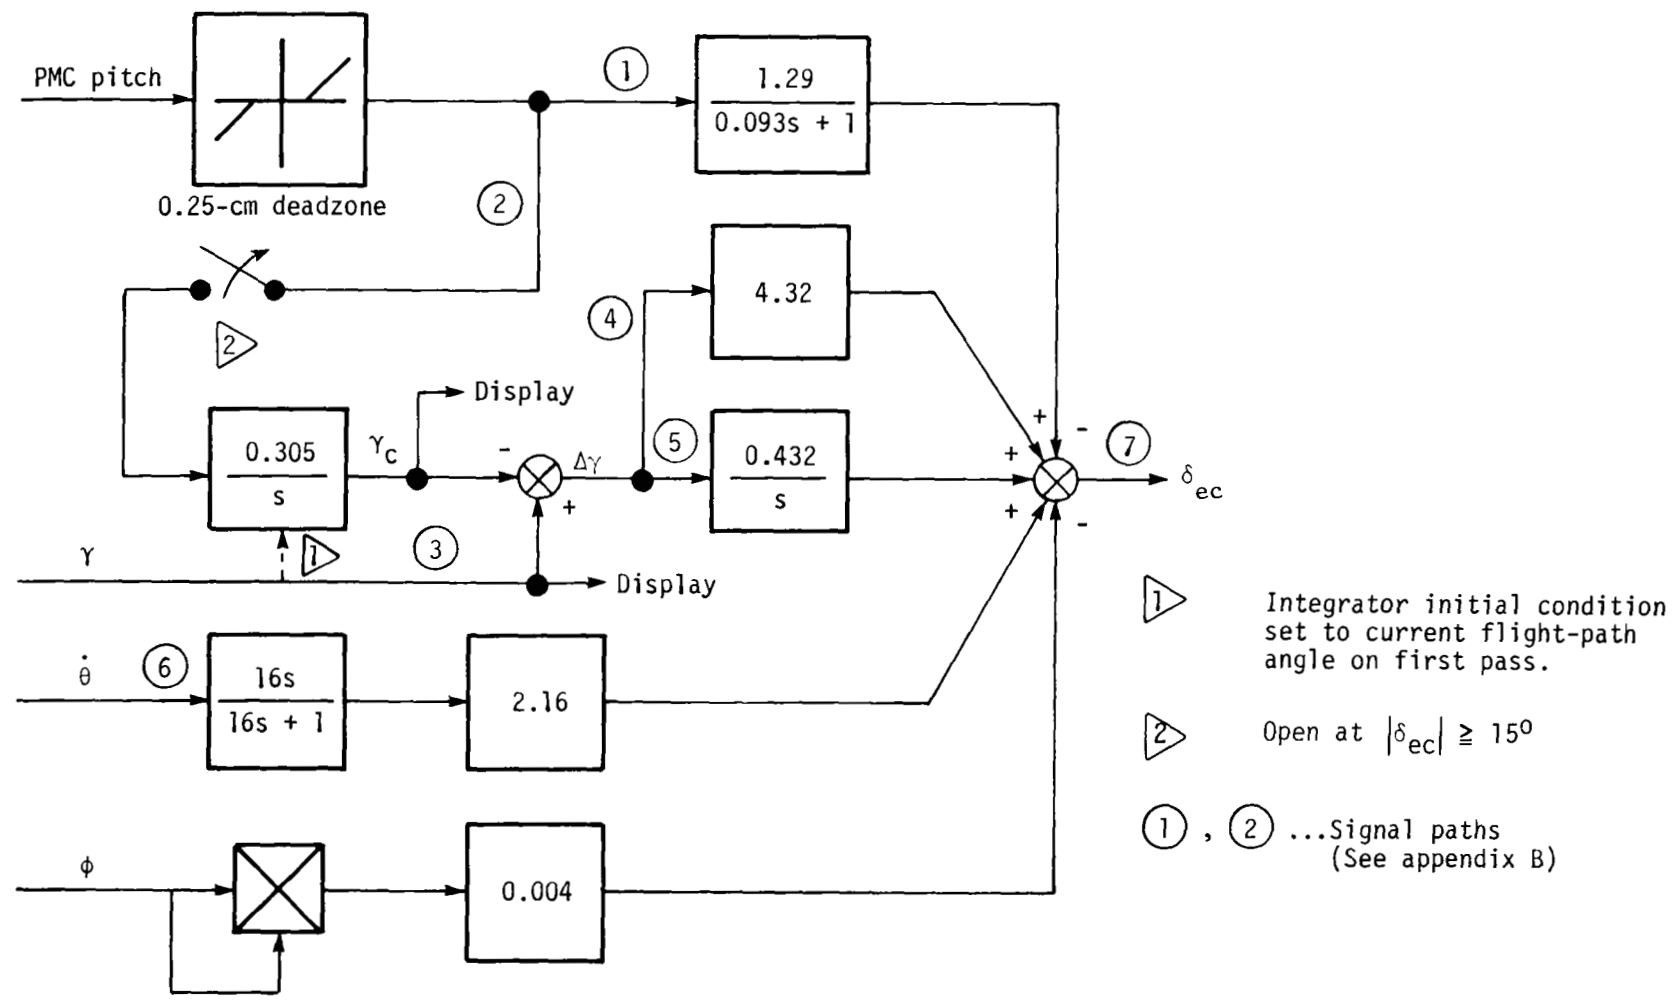 PMC pitch
0.25-cm deadzone
1
1.29
0.093s + 1
2
2
4
4.32
Display
0.305
s
γc
-
+
Δγ
5
0.432
s
+
-
+
+
-
7
δec
γ
1
3
Display
θ̇
6
16s
16s + 1
2.16
ϕ
0.004
1 Integrator initial condition
set to current flight-path
angle on first pass.
2 Open at |δec| ≧ 15º
1 , 2 ...Signal paths
(See appendix B)